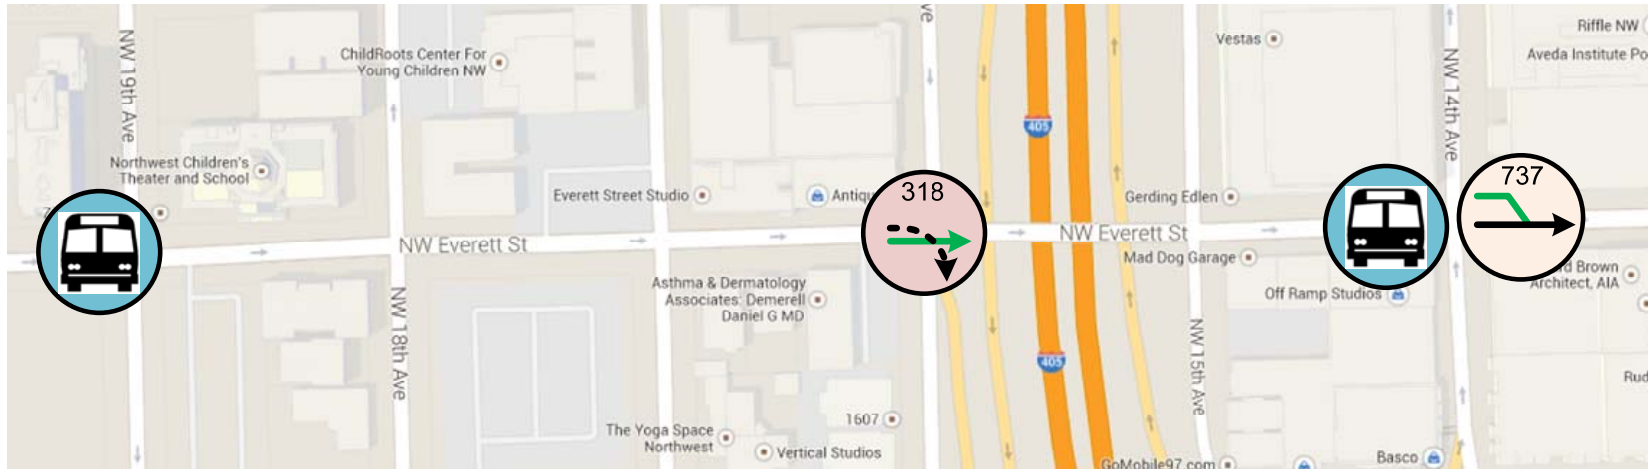 NW 19th Ave
ChildRoots Center For
Young Children NW
ve
Vestas
Riffle NW
Aveda Institute Po
NW 14th Ave
405
Northwest Children's
Theater and School
Everett Street Studio
Antiqu
318
Gerding Edlen
737
Z
NW Everett St
NW Everett St
Mad Dog Garage
Asthma & Dermatology
Associates: Demerell
Daniel G MD
Off Ramp Studios
rd Brown
Architect, AIA
NW 18th Ave
NW 15th Ave
405
Rud
1607
The Yoga Space
Northwest
Vertical Studios
GoMobile97.com
Basco